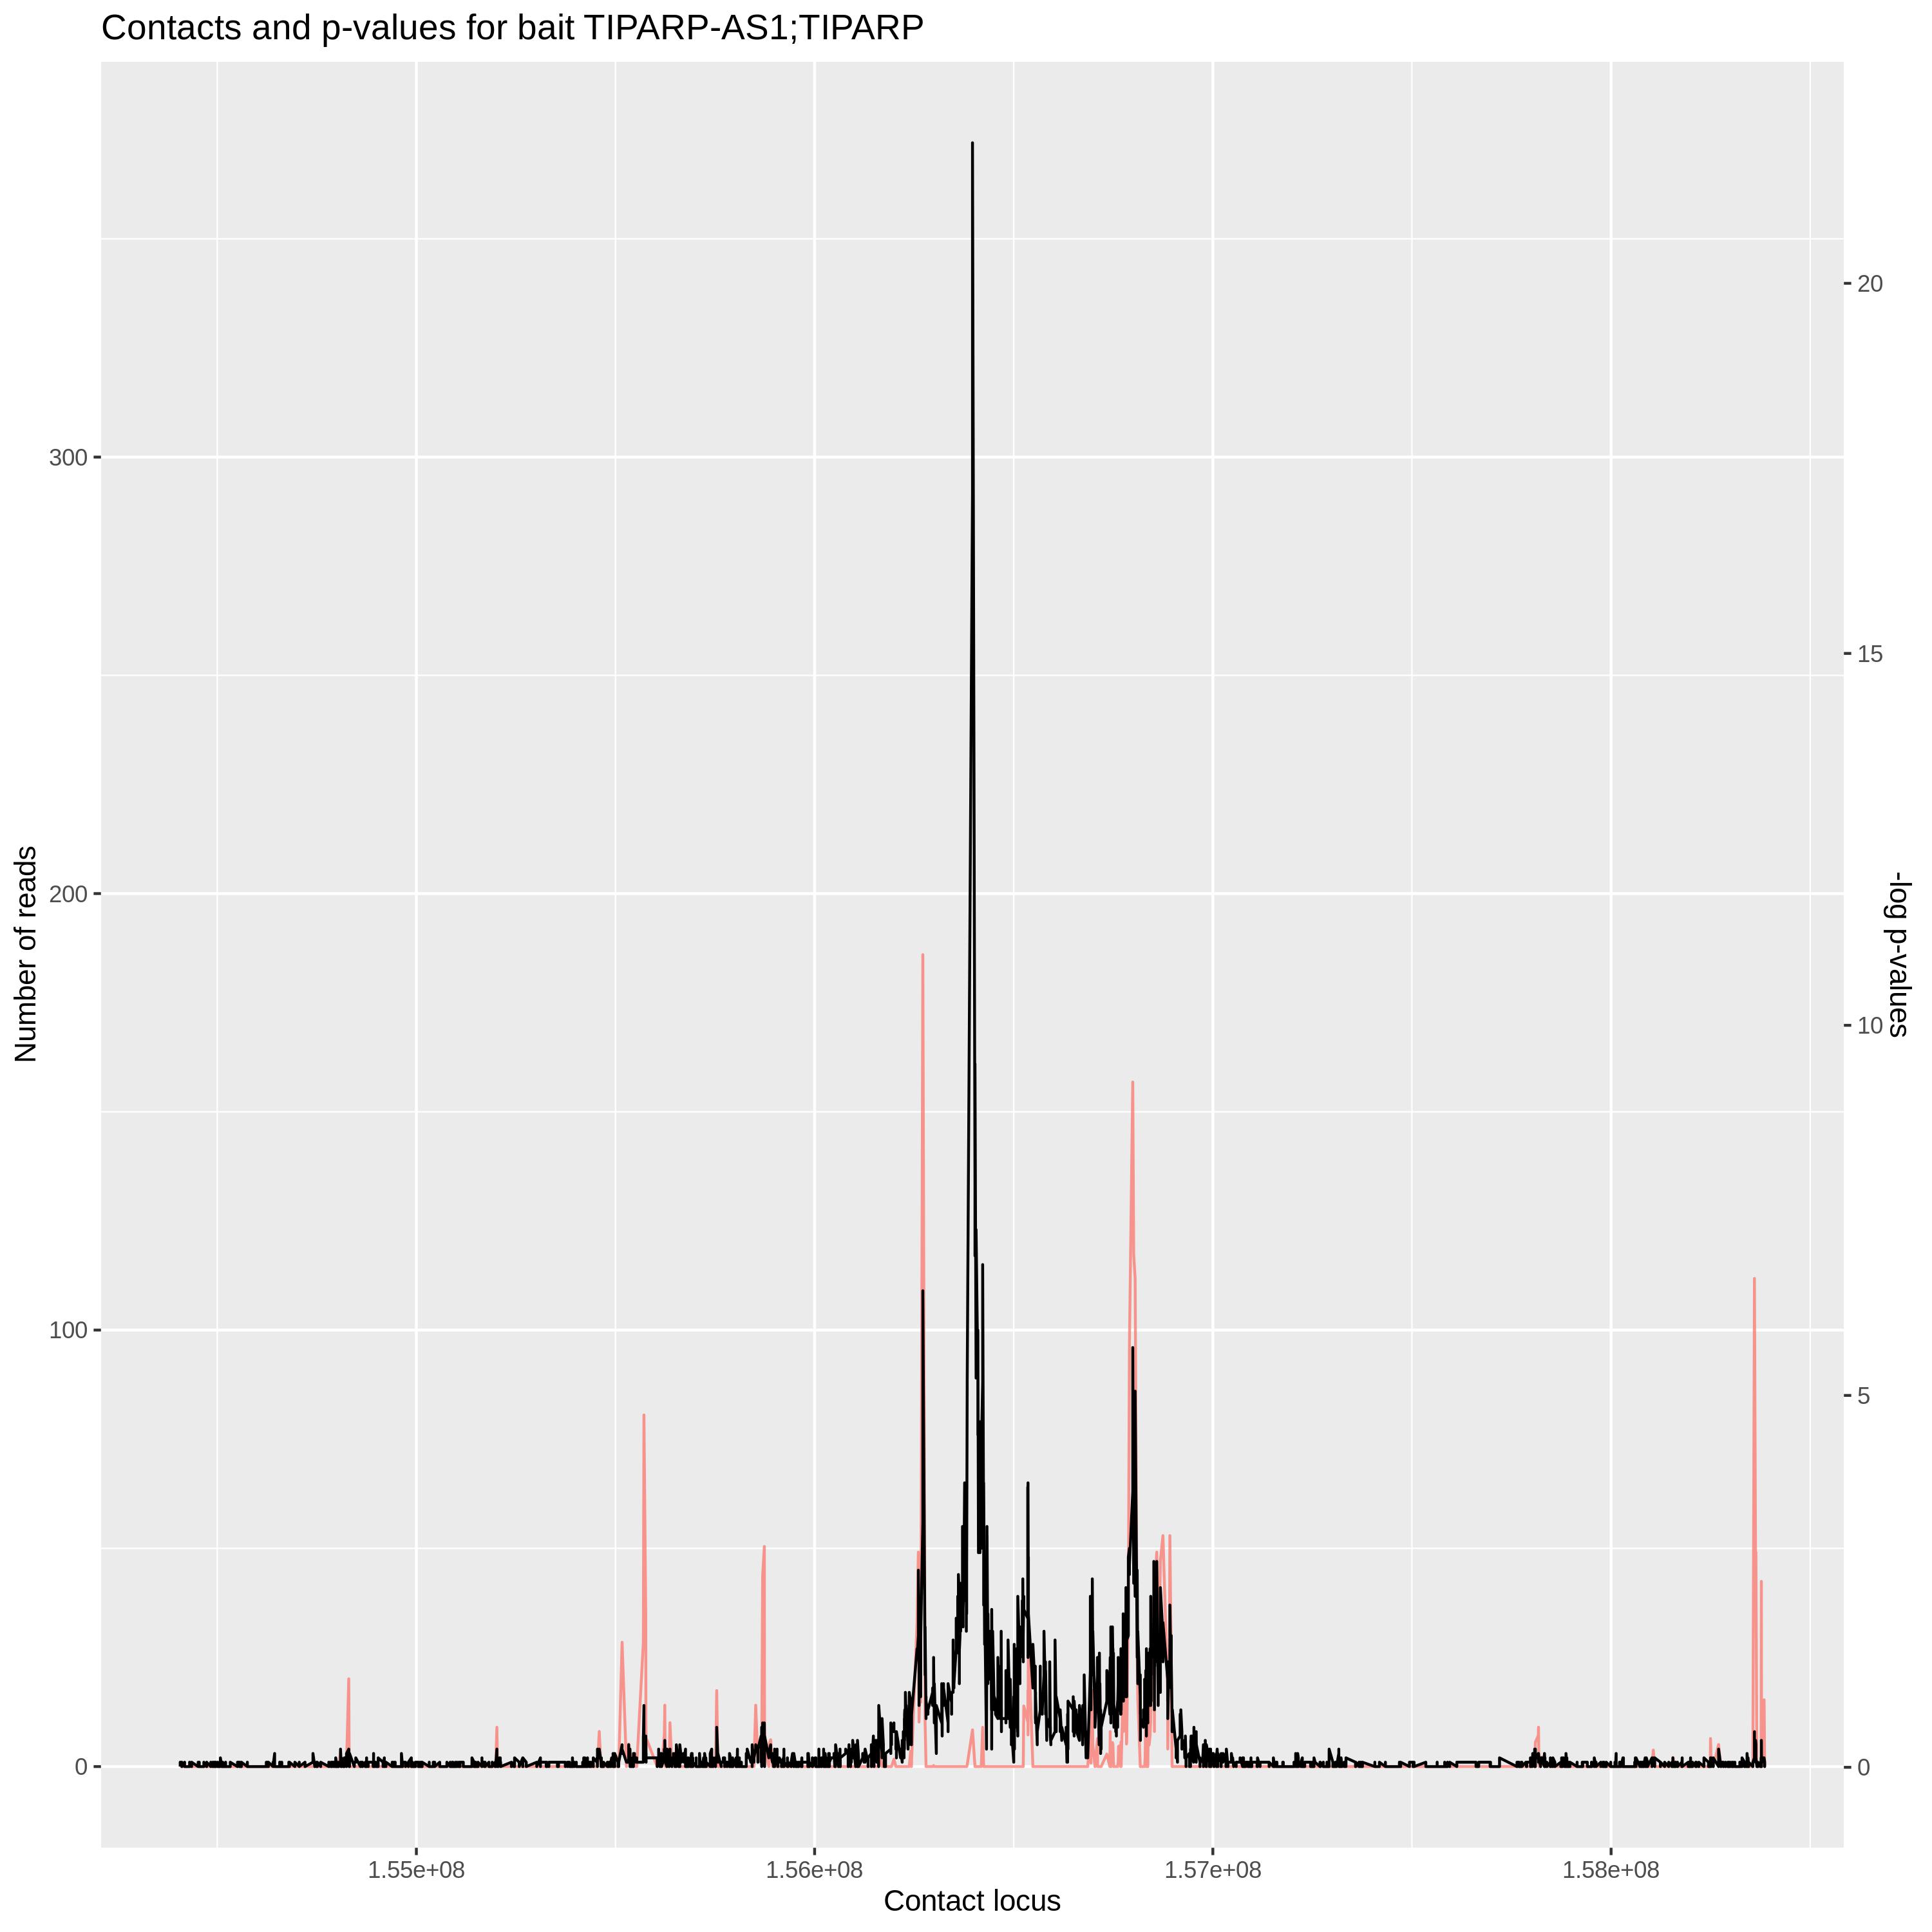 Contacts and p-values for bait TIPARP-AS1;TIPARP
Number of reads
300
200
100
0
20
15
10
5
0
-log p-values
1.55e+08 1.56e+08 1.57e+08 1.58e+08
Contact locus